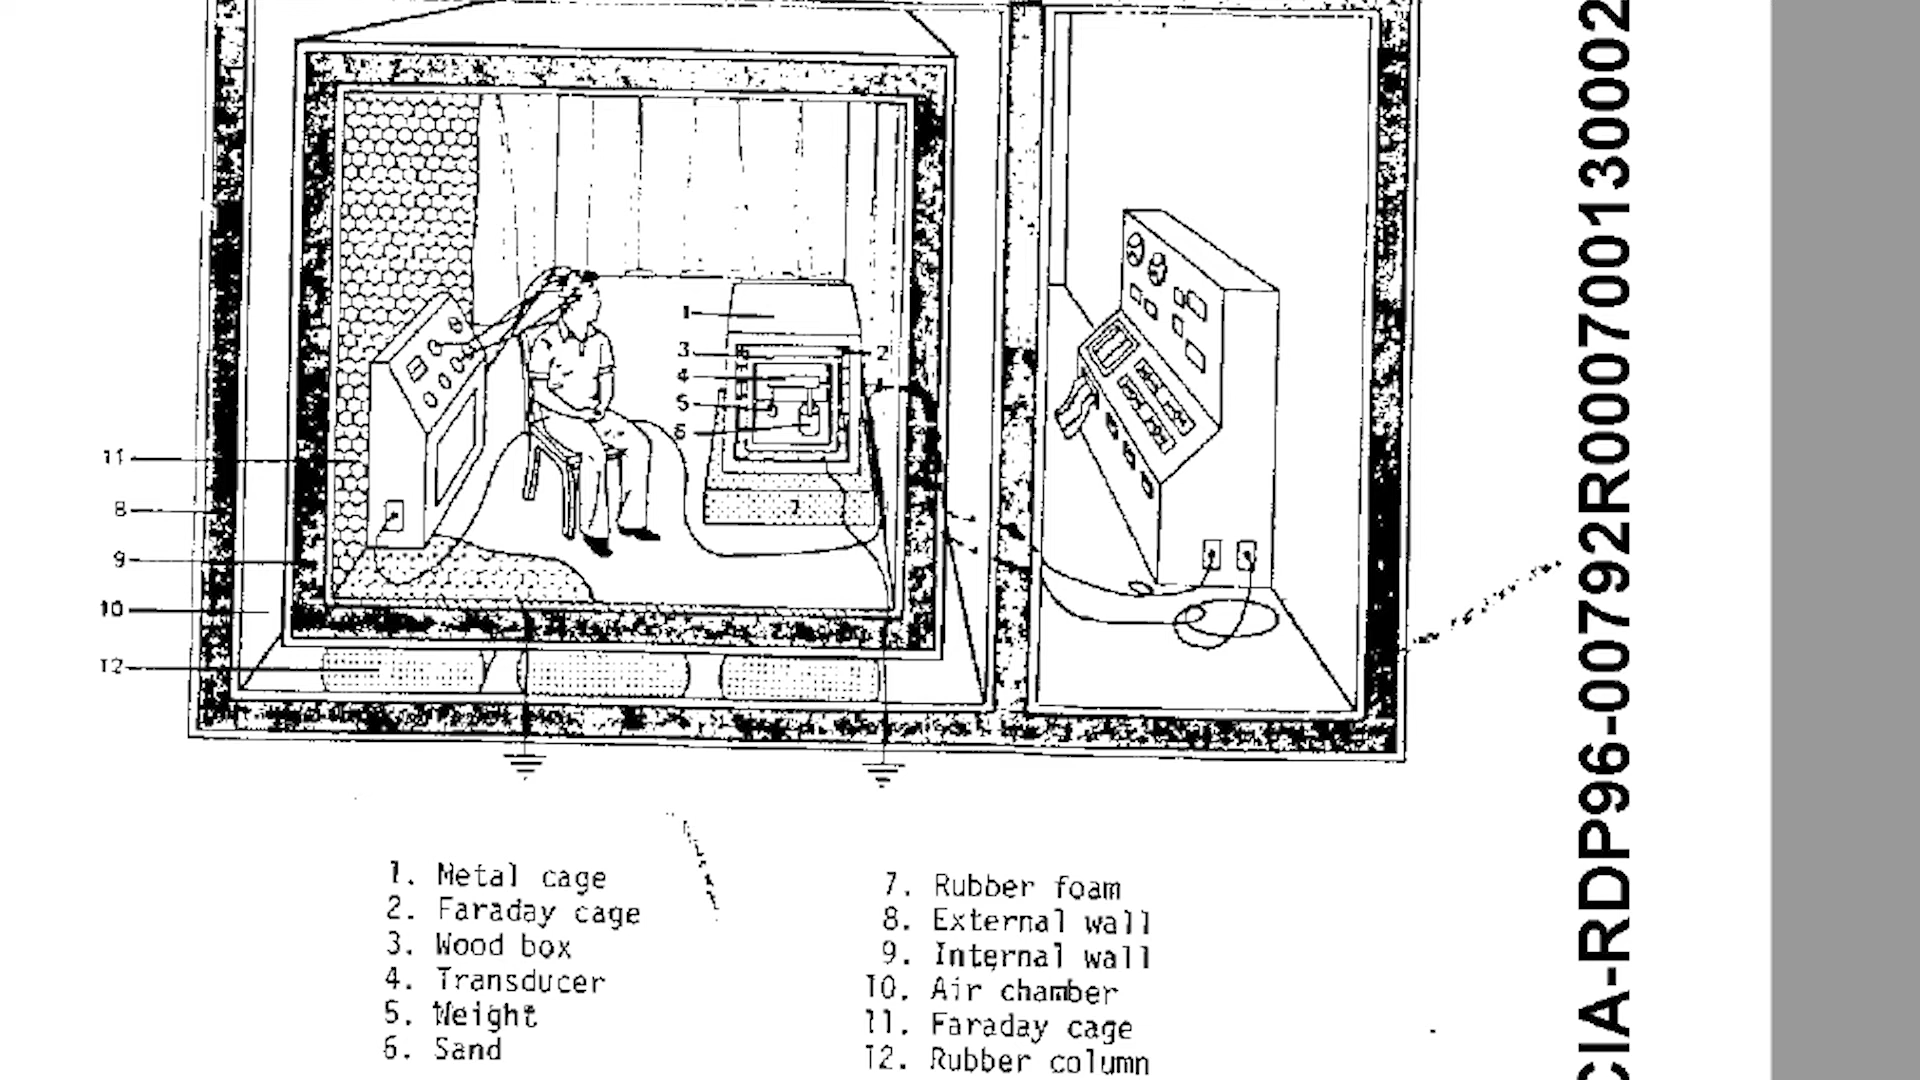 1
3
2
4
5
6
7
11
8
9
10
12
1. Metal cage
2. Faraday cage
3. Wood box
4. Transducer
5. Weight
6. Sand
7. Rubber foam
8. External wall
9. Internal wall
10. Air chamber
11. Faraday cage
12. Rubber column
CIA-RDP96-00792R000700130002